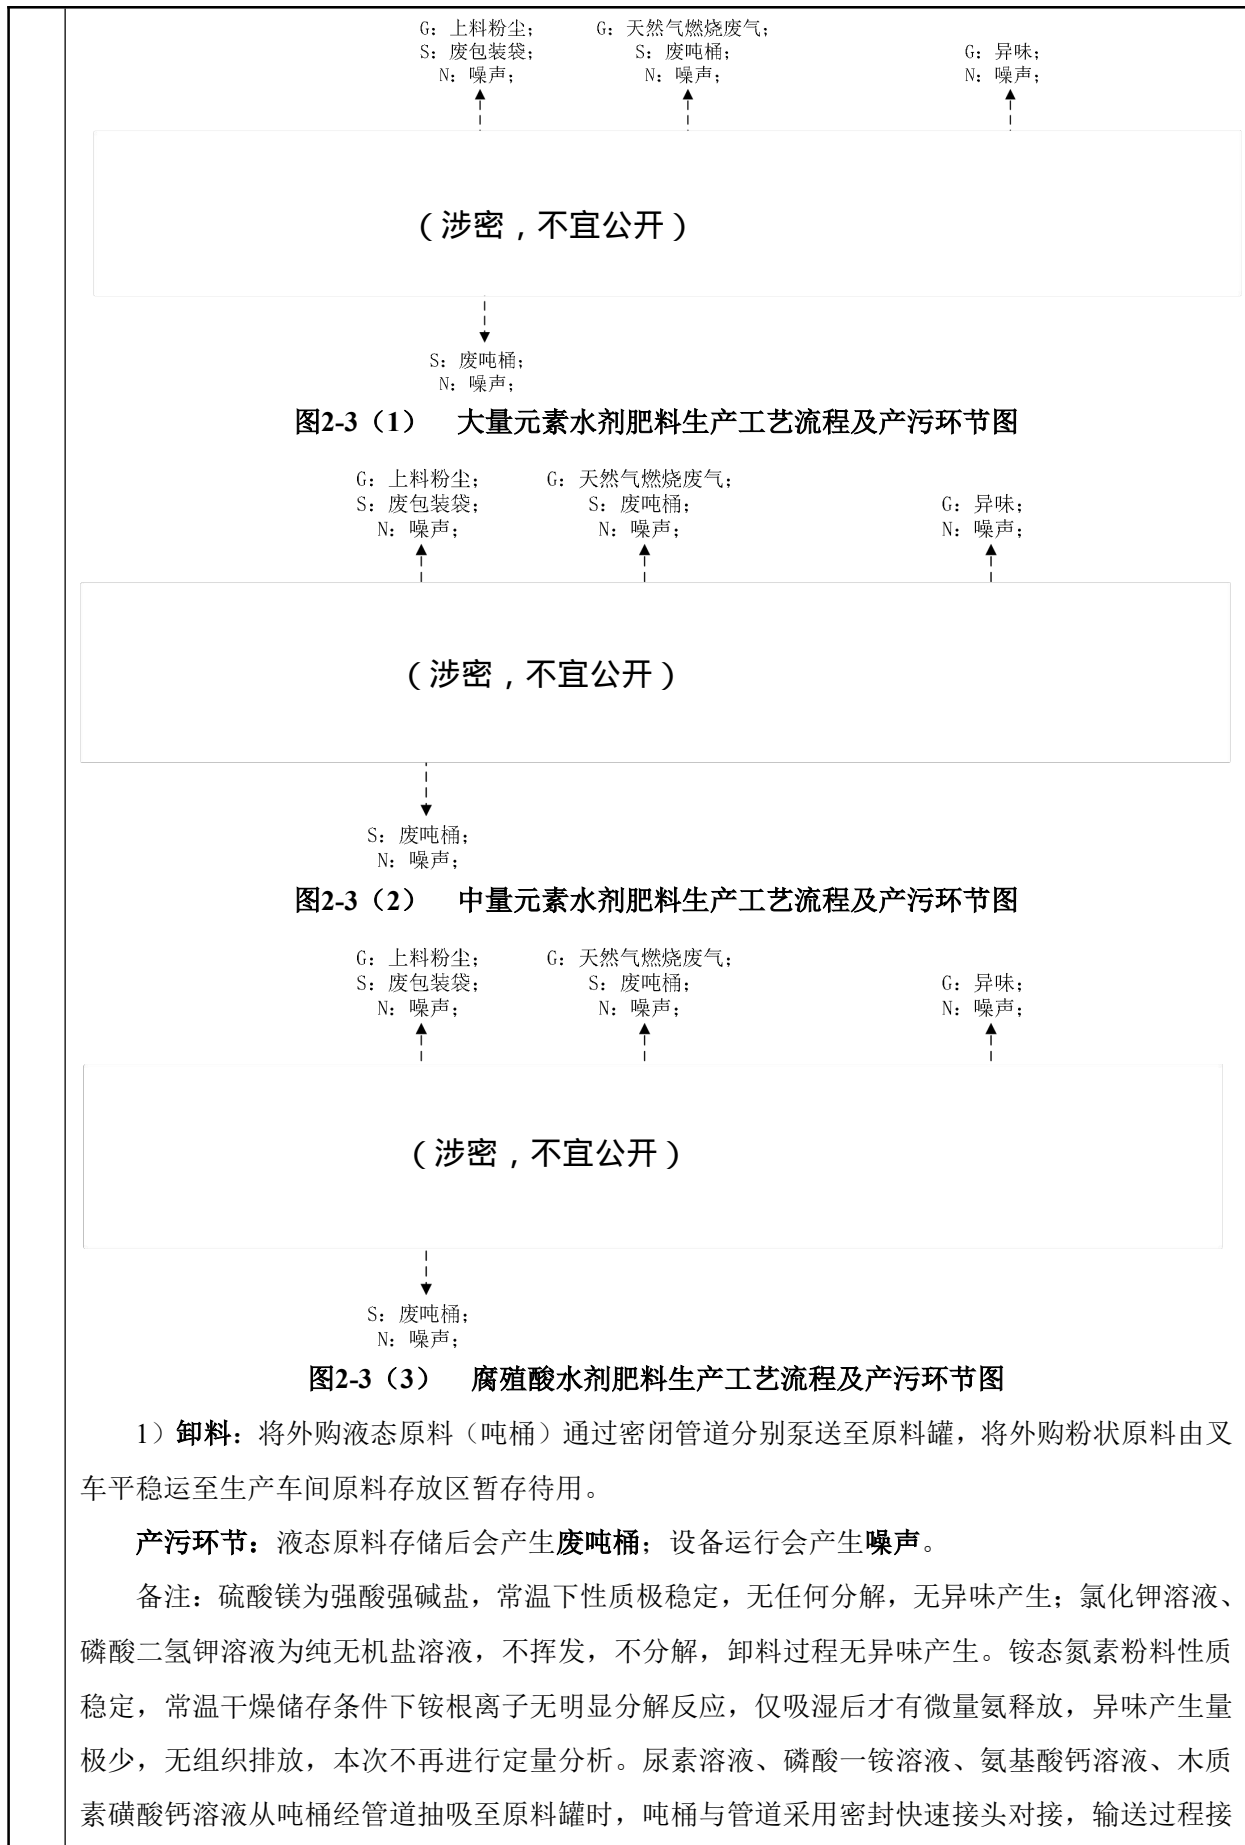 G：上料粉尘； G：天然气燃烧废气；
S：废包装袋； S：废吨桶； G：异味；
N：噪声； N：噪声； N：噪声；
（涉密，不宜公开）
S：废吨桶；
N：噪声；
图2-3（1） 大量元素水剂肥料生产工艺流程及产污环节图
G：上料粉尘； G：天然气燃烧废气；
S：废包装袋； S：废吨桶； G：异味；
N：噪声； N：噪声； N：噪声；
（涉密，不宜公开）
S：废吨桶；
N：噪声；
图2-3（2） 中量元素水剂肥料生产工艺流程及产污环节图
G：上料粉尘； G：天然气燃烧废气；
S：废包装袋； S：废吨桶； G：异味；
N：噪声； N：噪声； N：噪声；
（涉密，不宜公开）
S：废吨桶；
N：噪声；
图2-3（3） 腐殖酸水剂肥料生产工艺流程及产污环节图
1）卸料：将外购液态原料（吨桶）通过密闭管道分别泵送至原料罐，将外购粉状原料由叉
车平稳运至生产车间原料存放区暂存待用。
产污环节：液态原料存储后会产生废吨桶；设备运行会产生噪声。
备注：硫酸镁为强酸强碱盐，常温下性质极稳定，无任何分解，无异味产生；氯化钾溶液、
磷酸二氢钾溶液为纯无机盐溶液，不挥发，不分解，卸料过程无异味产生。铵态氮素粉料性质
稳定，常温干燥储存条件下铵根离子无明显分解反应，仅吸湿后才有微量氨释放，异味产生量
极少，无组织排放，本次不再进行定量分析。尿素溶液、磷酸一铵溶液、氨基酸钙溶液、木质
素磺酸钙溶液从吨桶经管道抽吸至原料罐时，吨桶与管道采用密封快速接头对接，输送过程接